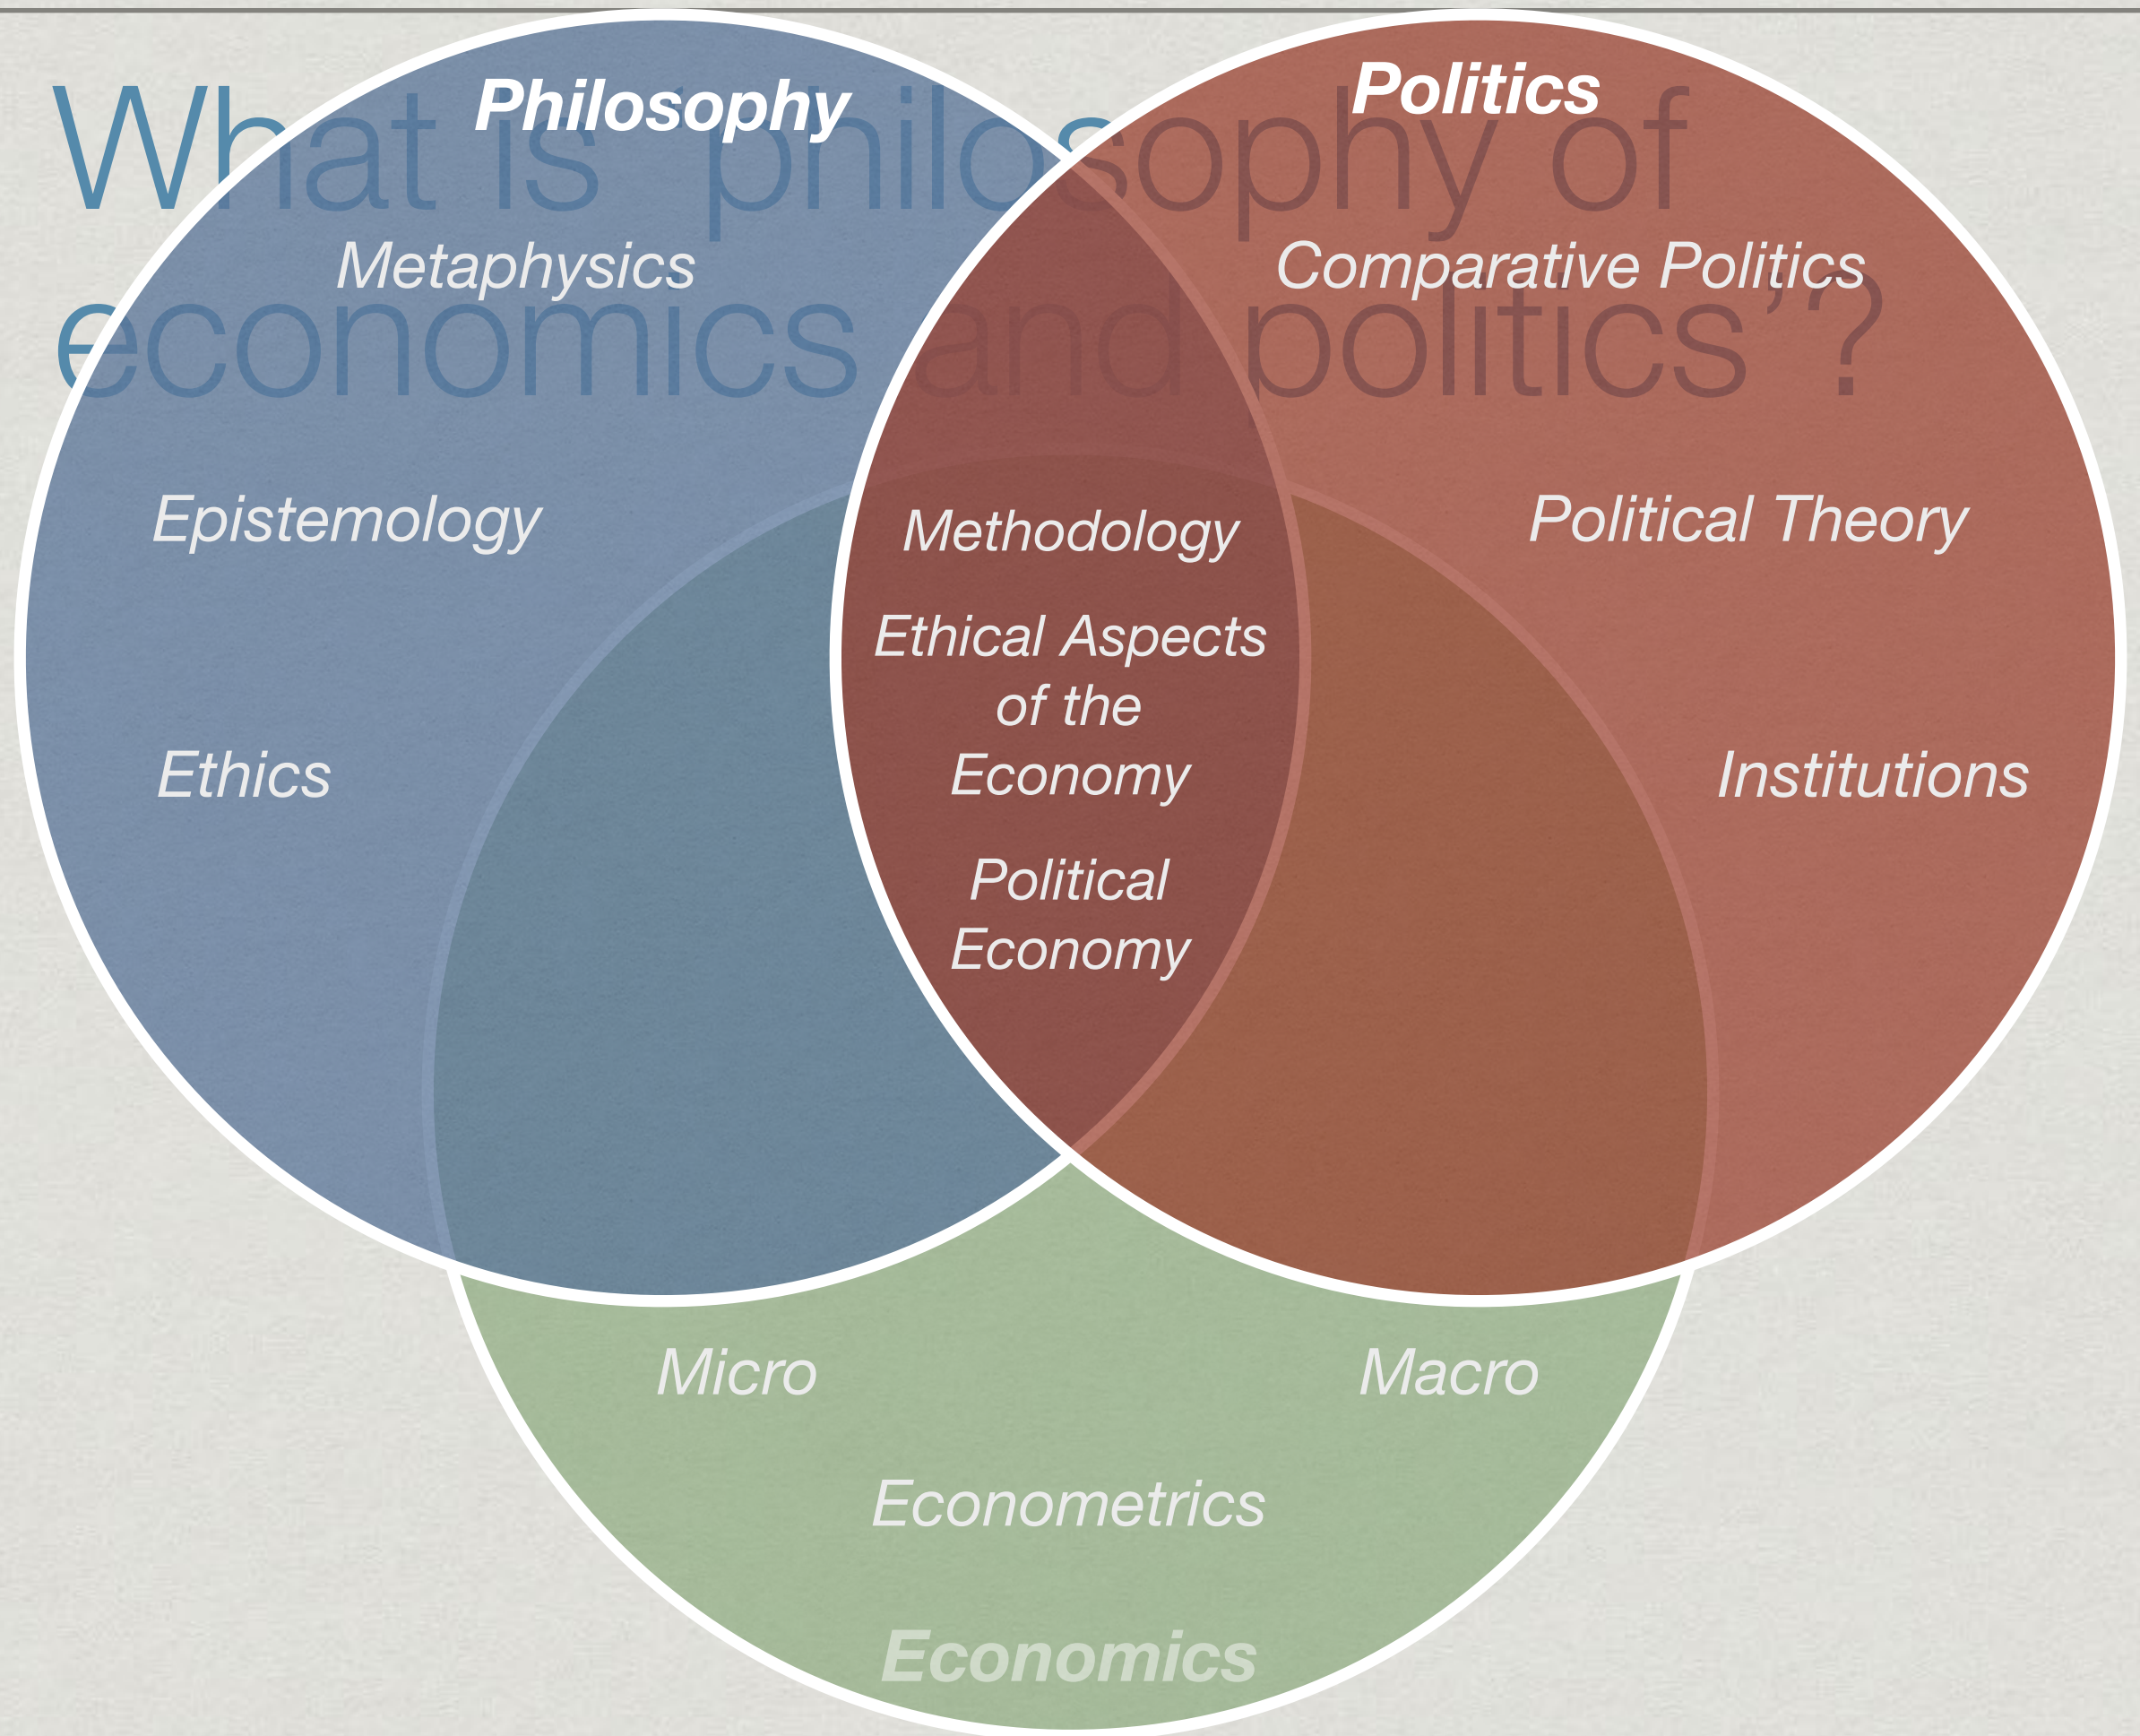 What is ‘philosophy of
economics and politics’?
Philosophy
Politics
Metaphysics
Comparative Politics
Epistemology
Political Theory
Ethics
Institutions
Methodology
Ethical Aspects
of the
Economy
Political
Economy
Micro
Macro
Econometrics
Economics